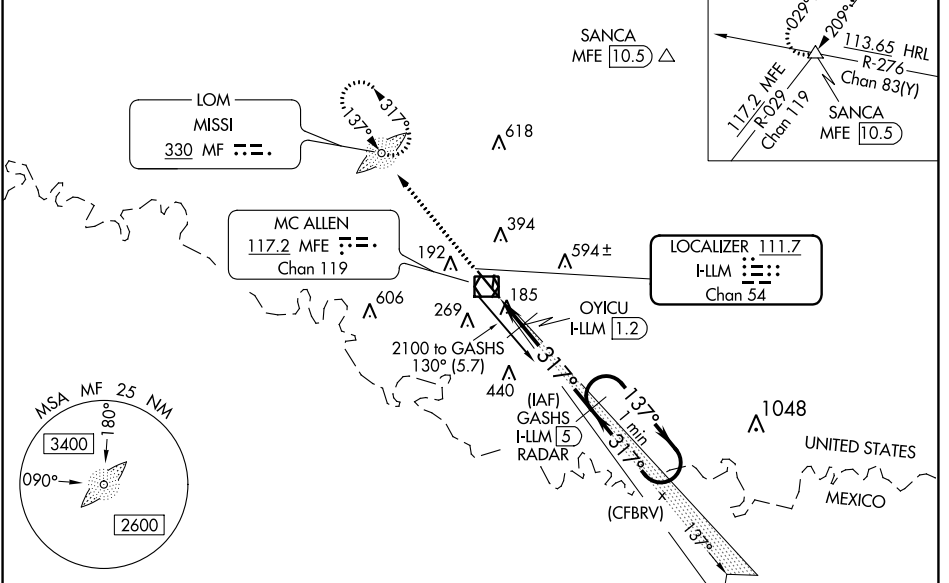 SANCA
MFE 10.5
029°
209°
113.65 HRL
R-276
Chan 83(Y)
117.2 MFE
R-029
Chan 119
SANCA
MFE 10.5
LOM
MISSI
330 MF
137°
317°
618
MC ALLEN
117.2 MFE
Chan 119
192
394
594±
LOCALIZER 111.7
I-LLM
Chan 54
606
269
185
OYICU
I-LLM 1.2
2100 to GASHS
130° (5.7)
440
317°
(IAF)
GASHS
I-LLM 5
RADAR
137°
1 min
317°
1048
UNITED STATES
MEXICO
(CFBRV)
137°
MSA MF 25 NM
3400
180°
090°
2600